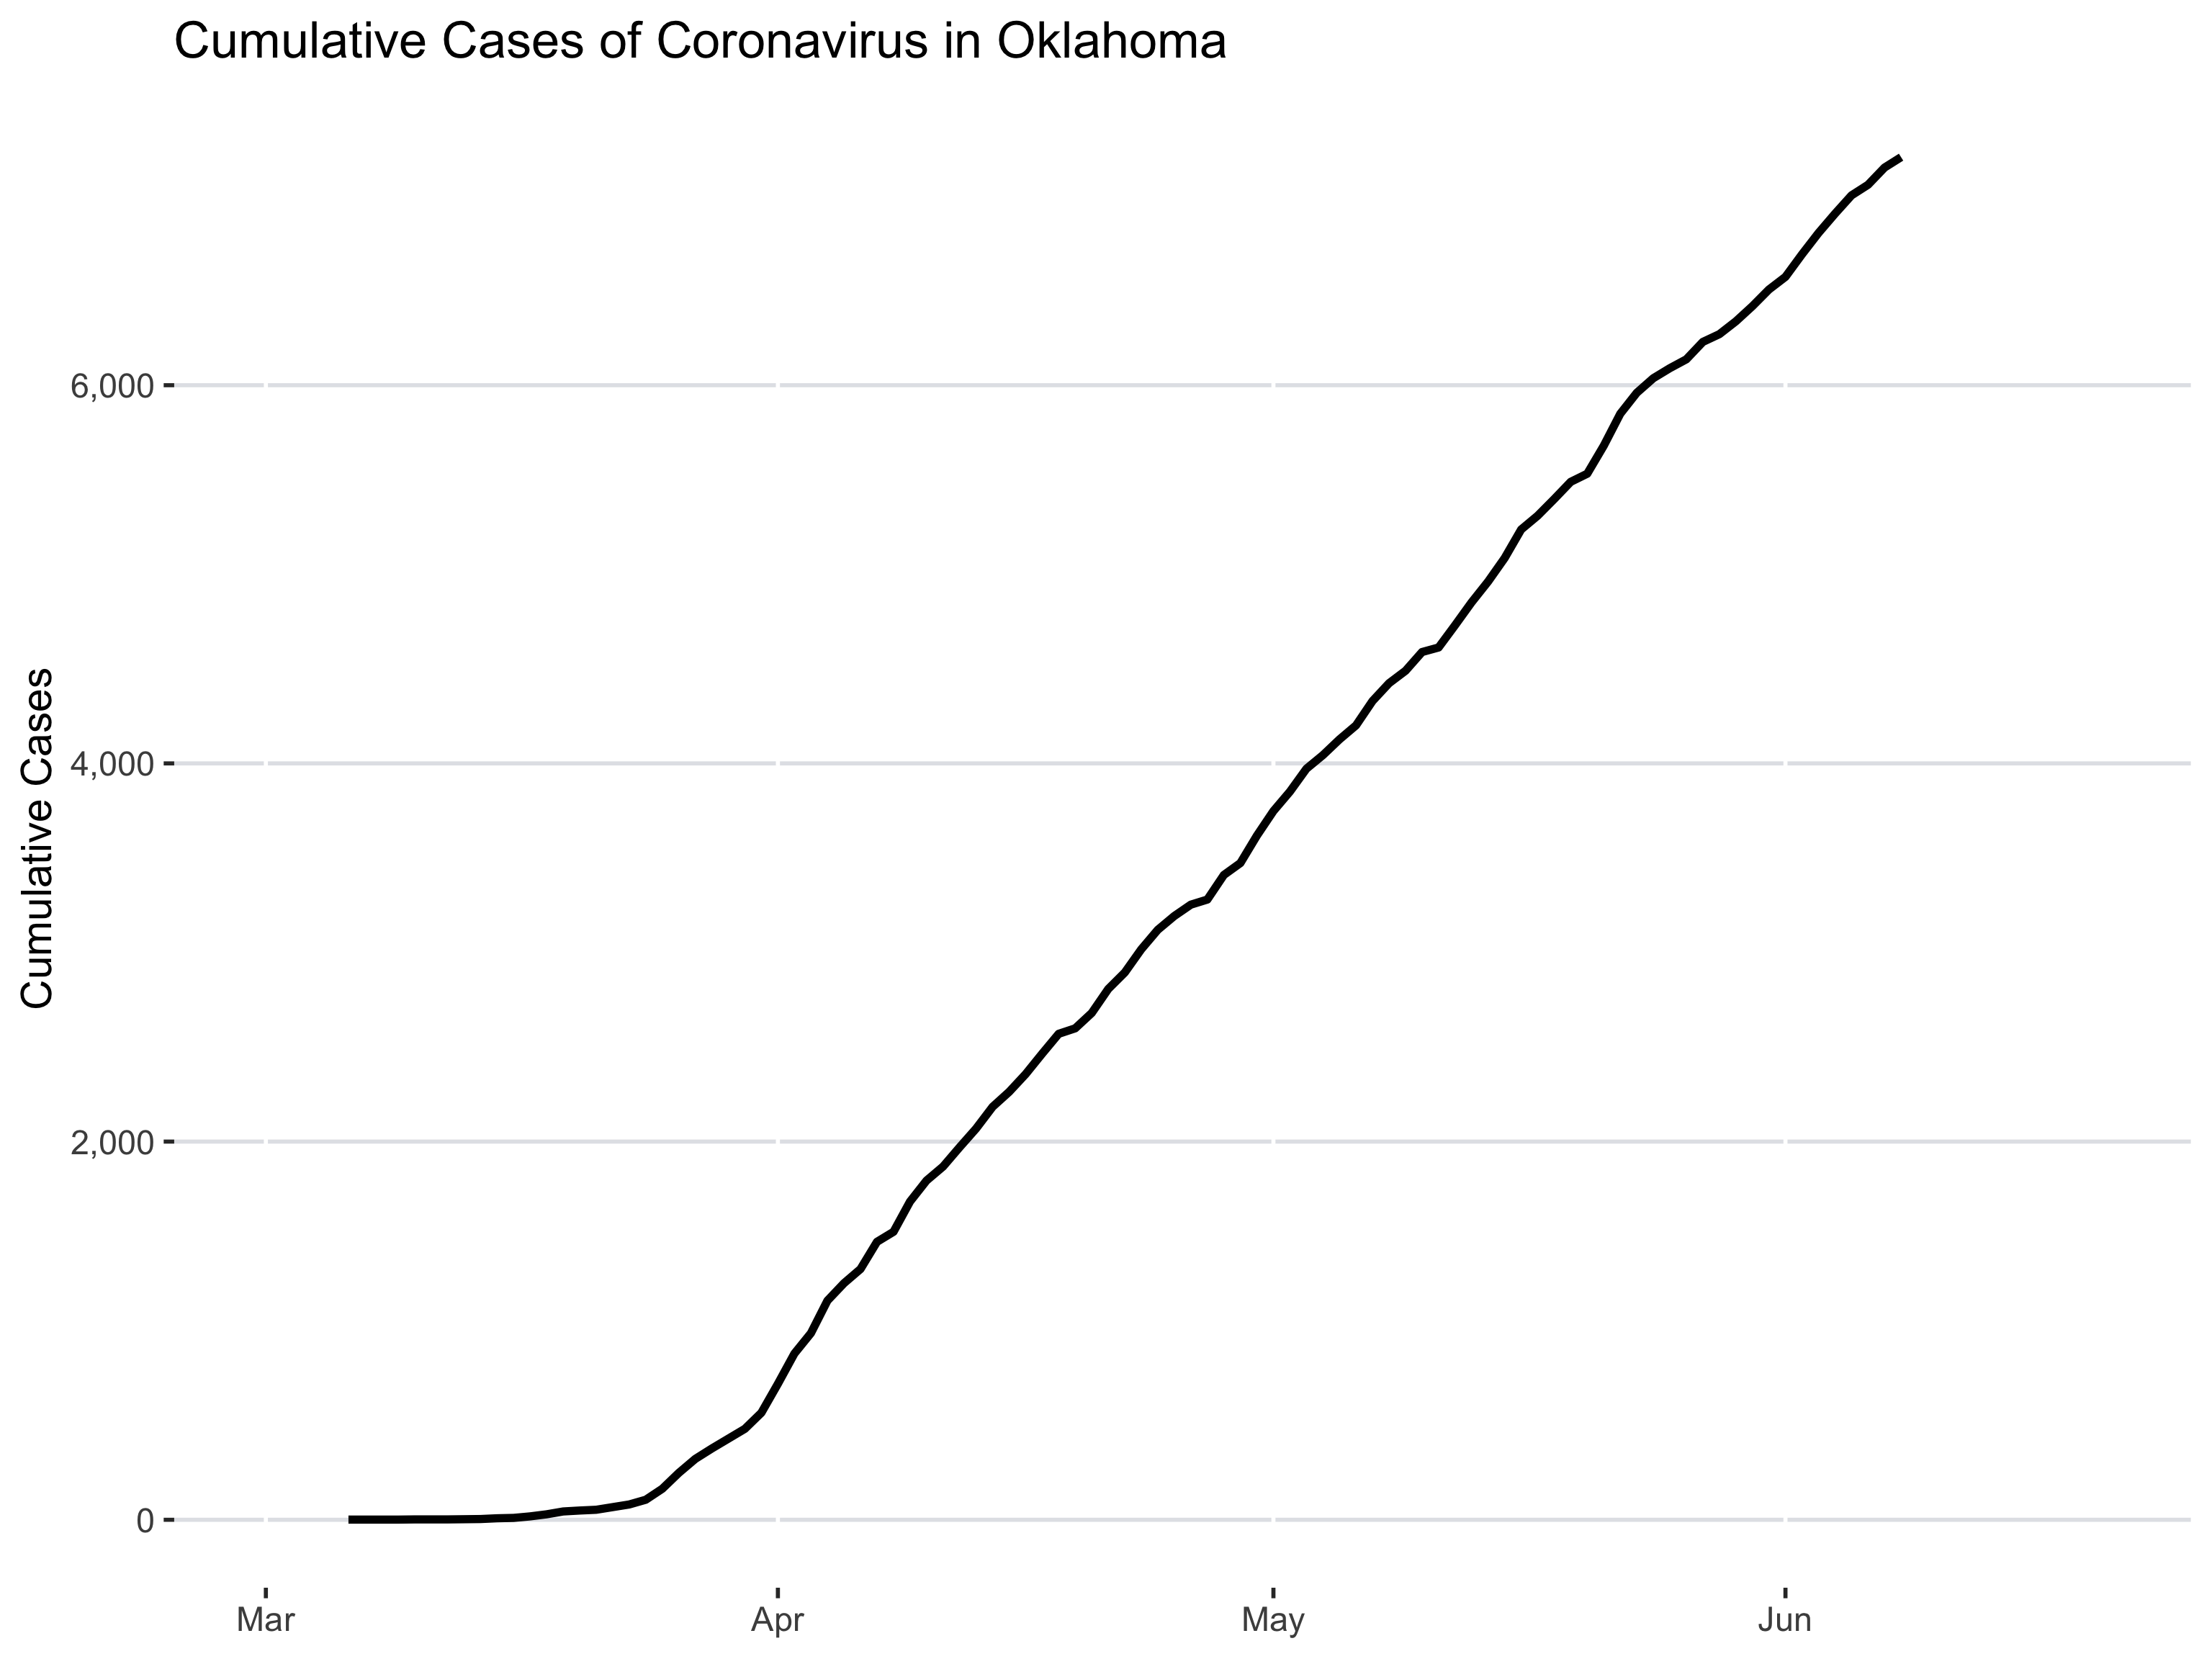 Cumulative Cases of Coronavirus in Oklahoma
Cumulative Cases
6,000
4,000
2,000
0
Mar
Apr
May
Jun